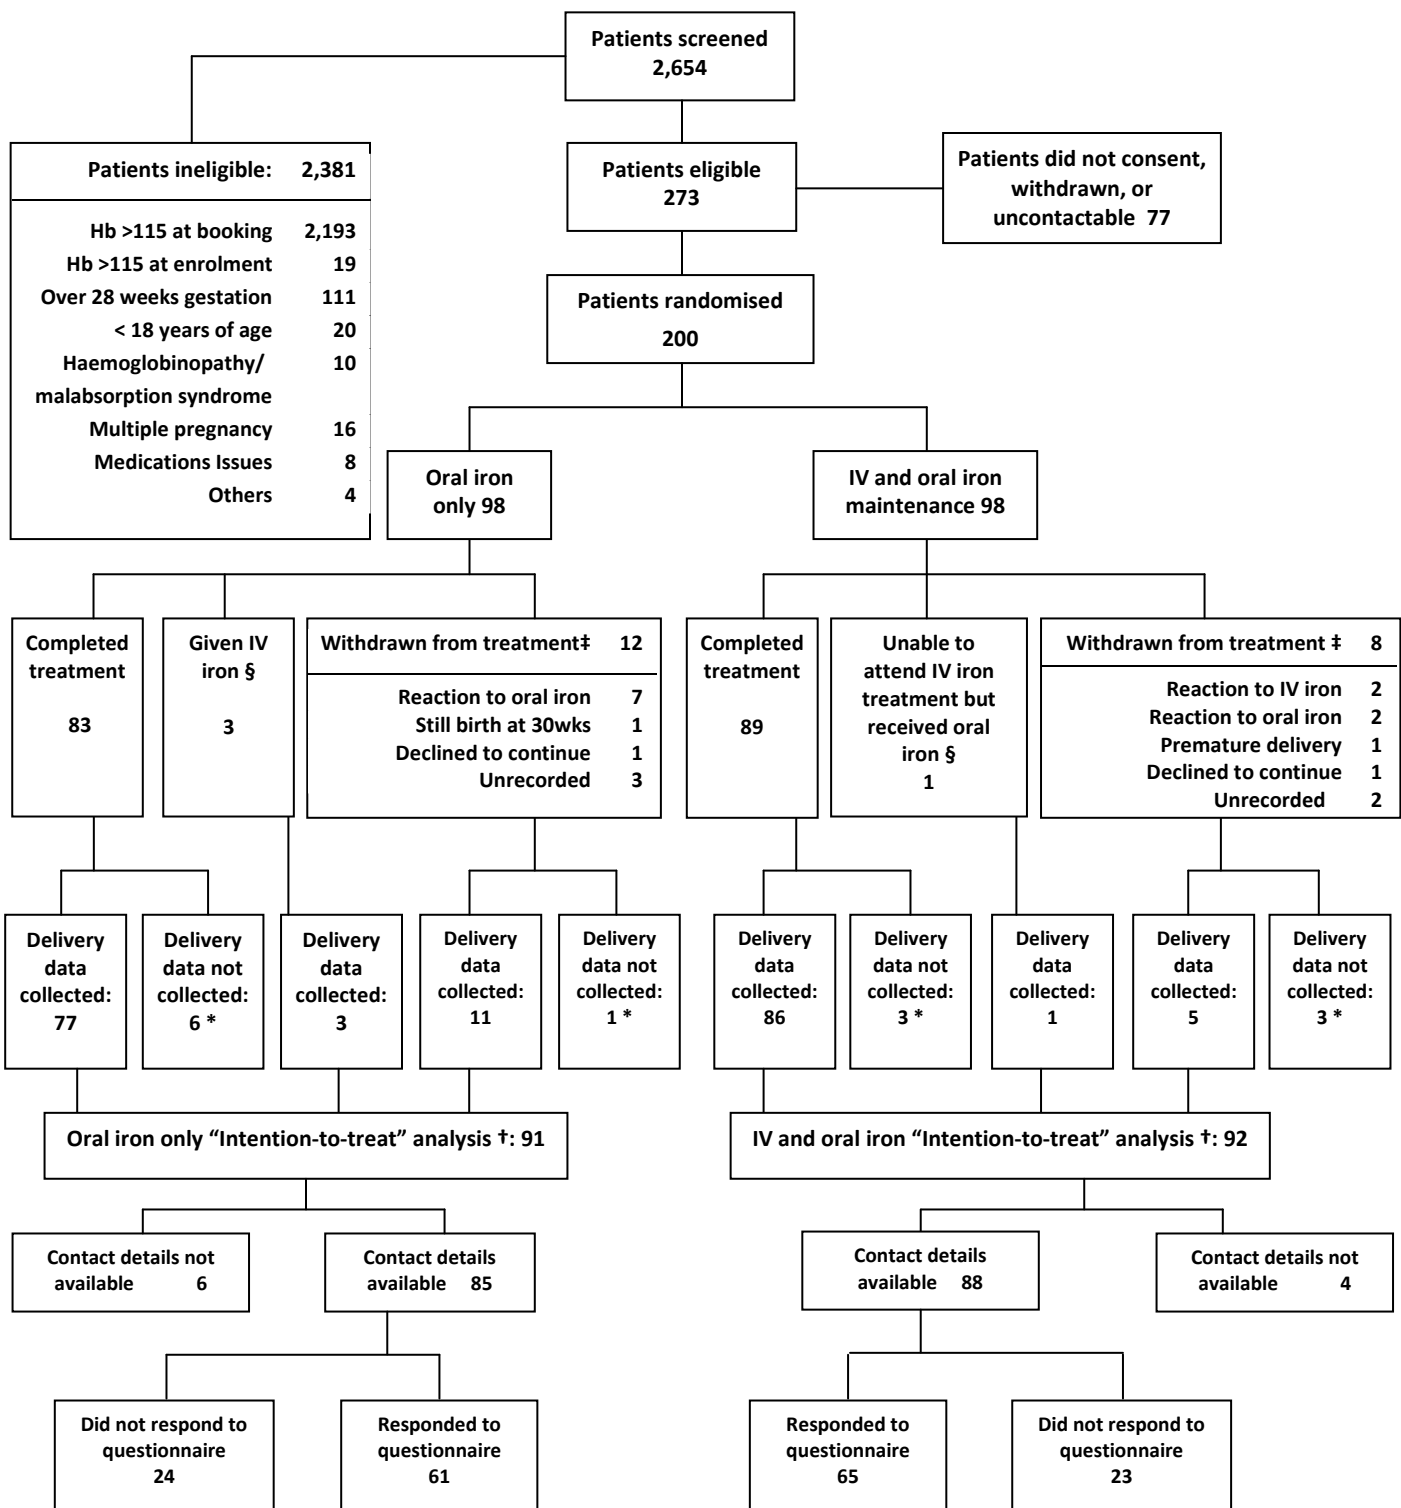 Patients screened
2,654
Patients ineligible: 2,381
Hb >115 at booking 2,193
Hb >115 at enrolment 19
Over 28 weeks gestation 111
< 18 years of age 20
Haemoglobinopathy/ 10
malabsorption syndrome
Multiple pregnancy 16
Medications Issues 8
Others 4
Patients eligible
273
Patients did not consent,
withdrawn, or
uncontactable 77
Patients randomised
200
Oral iron
only 98
IV and oral iron
maintenance 98
Completed
treatment
83
Given IV
iron §
3
Withdrawn from treatment‡ 12
Reaction to oral iron 7
Still birth at 30wks 1
Declined to continue 1
Unrecorded 3
Completed
treatment
89
Unable to
attend IV iron
treatment but
received oral
iron §
1
Withdrawn from treatment ‡ 8
Reaction to IV iron 2
Reaction to oral iron 2
Premature delivery 1
Declined to continue 1
Unrecorded 2
Delivery
data
collected:
77
Delivery
data not
collected:
6 *
Delivery
data
collected:
3
Delivery
data
collected:
11
Delivery
data not
collected:
1 *
Delivery
data
collected:
86
Delivery
data not
collected:
3 *
Delivery
data
collected:
1
Delivery
data
collected:
5
Delivery
data not
collected:
3 *
Oral iron only “Intention-to-treat” analysis †: 91
IV and oral iron “Intention-to-treat” analysis †: 92
Contact details not
available 6
Contact details
available 85
Contact details
available 88
Contact details not
available 4
Did not respond to
questionnaire
24
Responded to
questionnaire
61
Responded to
questionnaire
65
Did not respond to
questionnaire
23